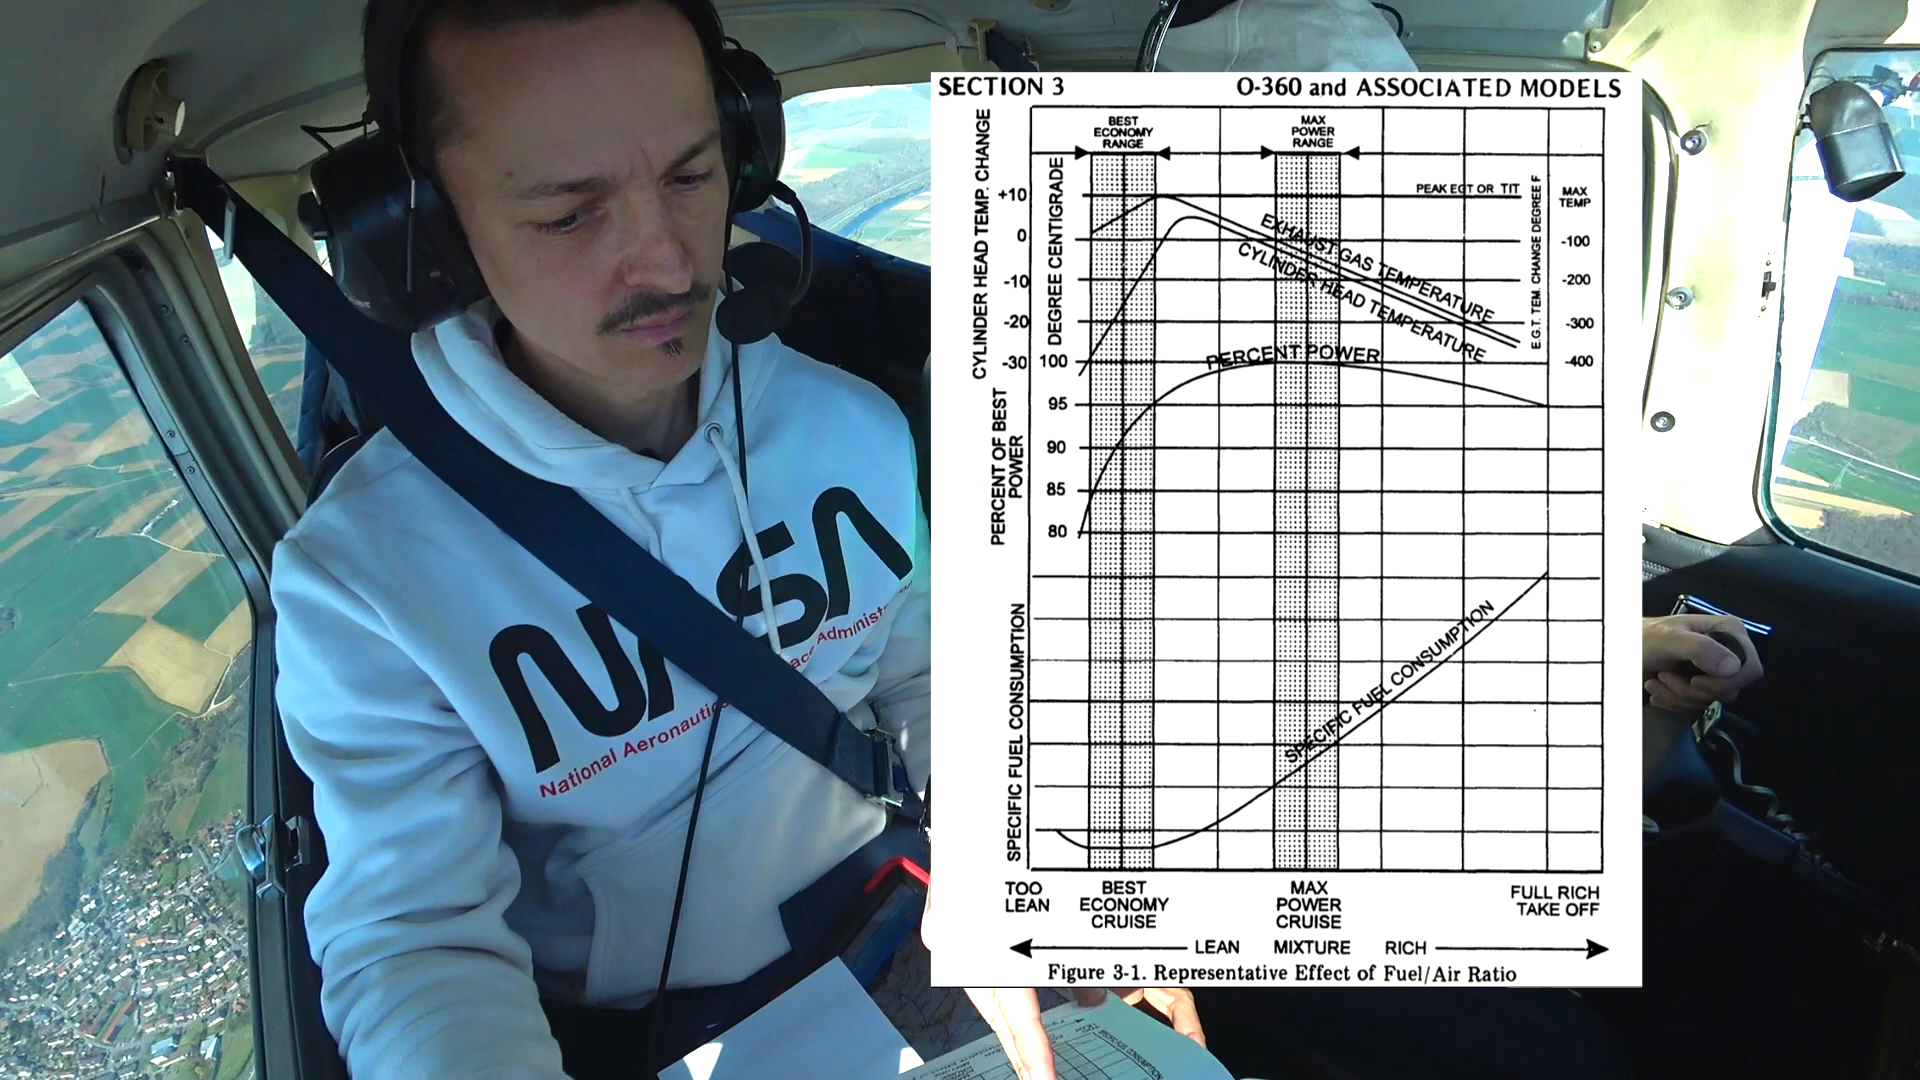 SECTION 3
O-360 and ASSOCIATED MODELS
BEST
ECONOMY
RANGE
MAX
POWER
RANGE
CYLINDER HEAD TEMP. CHANGE
DEGREE CENTIGRADE
+10
0
-10
-20
-30
PEAK EGT OR TIT
E.G.T. TEM. CHANGE DEGREE F
MAX
TEMP
-100
-200
-300
-400
EXHAUST GAS TEMPERATURE
CYLINDER HEAD TEMPERATURE
PERCENT POWER
PERCENT OF BEST
POWER
100
95
90
85
80
SPECIFIC FUEL CONSUMPTION
SPECIFIC FUEL CONSUMPTION
TOO
LEAN
BEST
ECONOMY
CRUISE
MAX
POWER
CRUISE
FULL RICH
TAKE OFF
LEAN MIXTURE RICH
Figure 3-1. Representative Effect of Fuel/Air Ratio
NASA
National Aeronautic
ace Administ